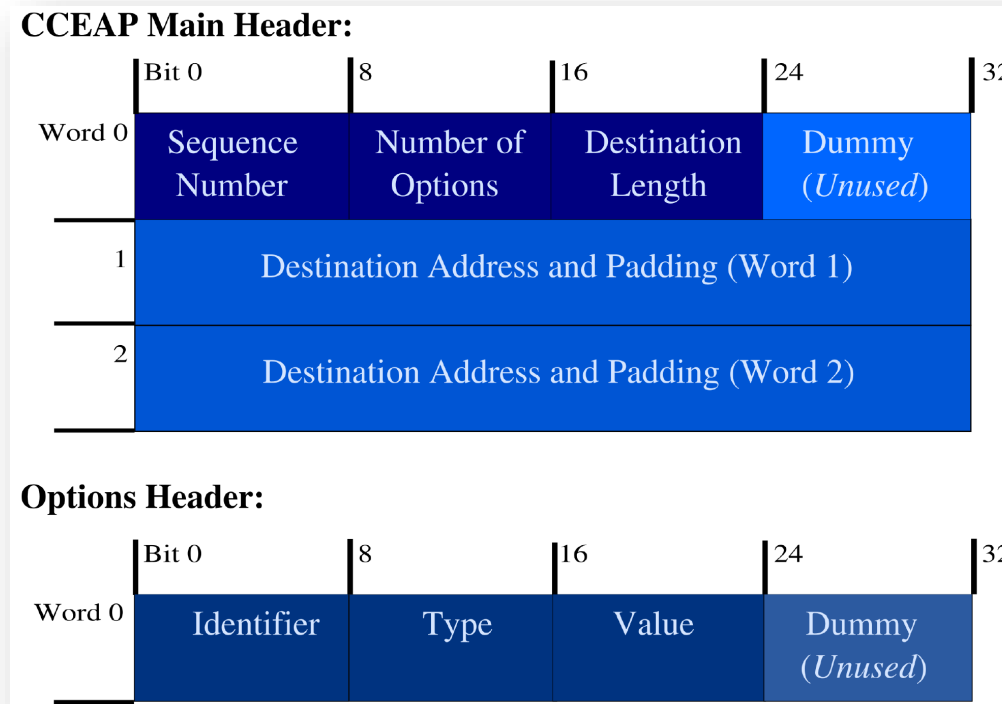 CCEAP Main Header:
Bit 0 8 16 24 32
Word 0
Sequence Number
Number of Options
Destination Length
Dummy (Unused)
1
Destination Address and Padding (Word 1)
2
Destination Address and Padding (Word 2)
Options Header:
Bit 0 8 16 24 32
Word 0
Identifier
Type
Value
Dummy (Unused)